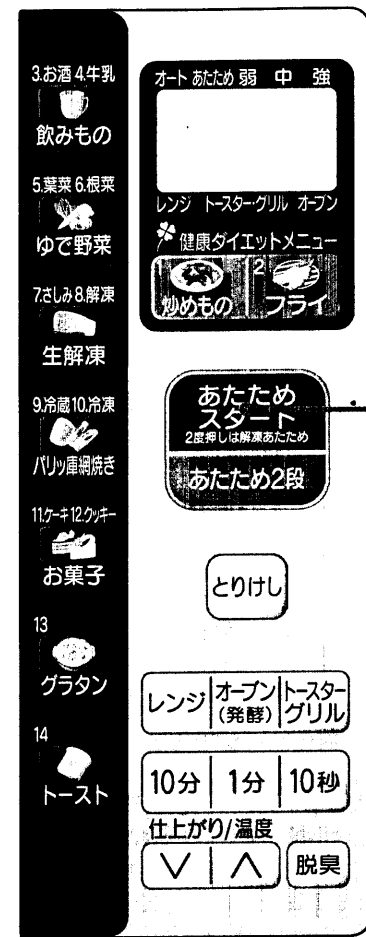 3.お酒 4.牛乳
飲みもの
5.葉菜 6.根菜
ゆで野菜
7.さしみ 8.解凍
生解凍
9.冷蔵 10.冷凍
パリッ庫網焼き
11.ケーキ 12.クッキー
お菓子
13
グラタン
14
トースト
オート あたため 弱 中 強
レンジ トースター・グリル オーブン
健康ダイエットメニュー
炒めもの
2
フライ
あたため
スタート
2度押しは解凍あたため
あたため2段
とりけし
レンジ オーブン(発酵) トースターグリル
10分 1分 10秒
仕上がり/温度
∨ ∧ 脱臭